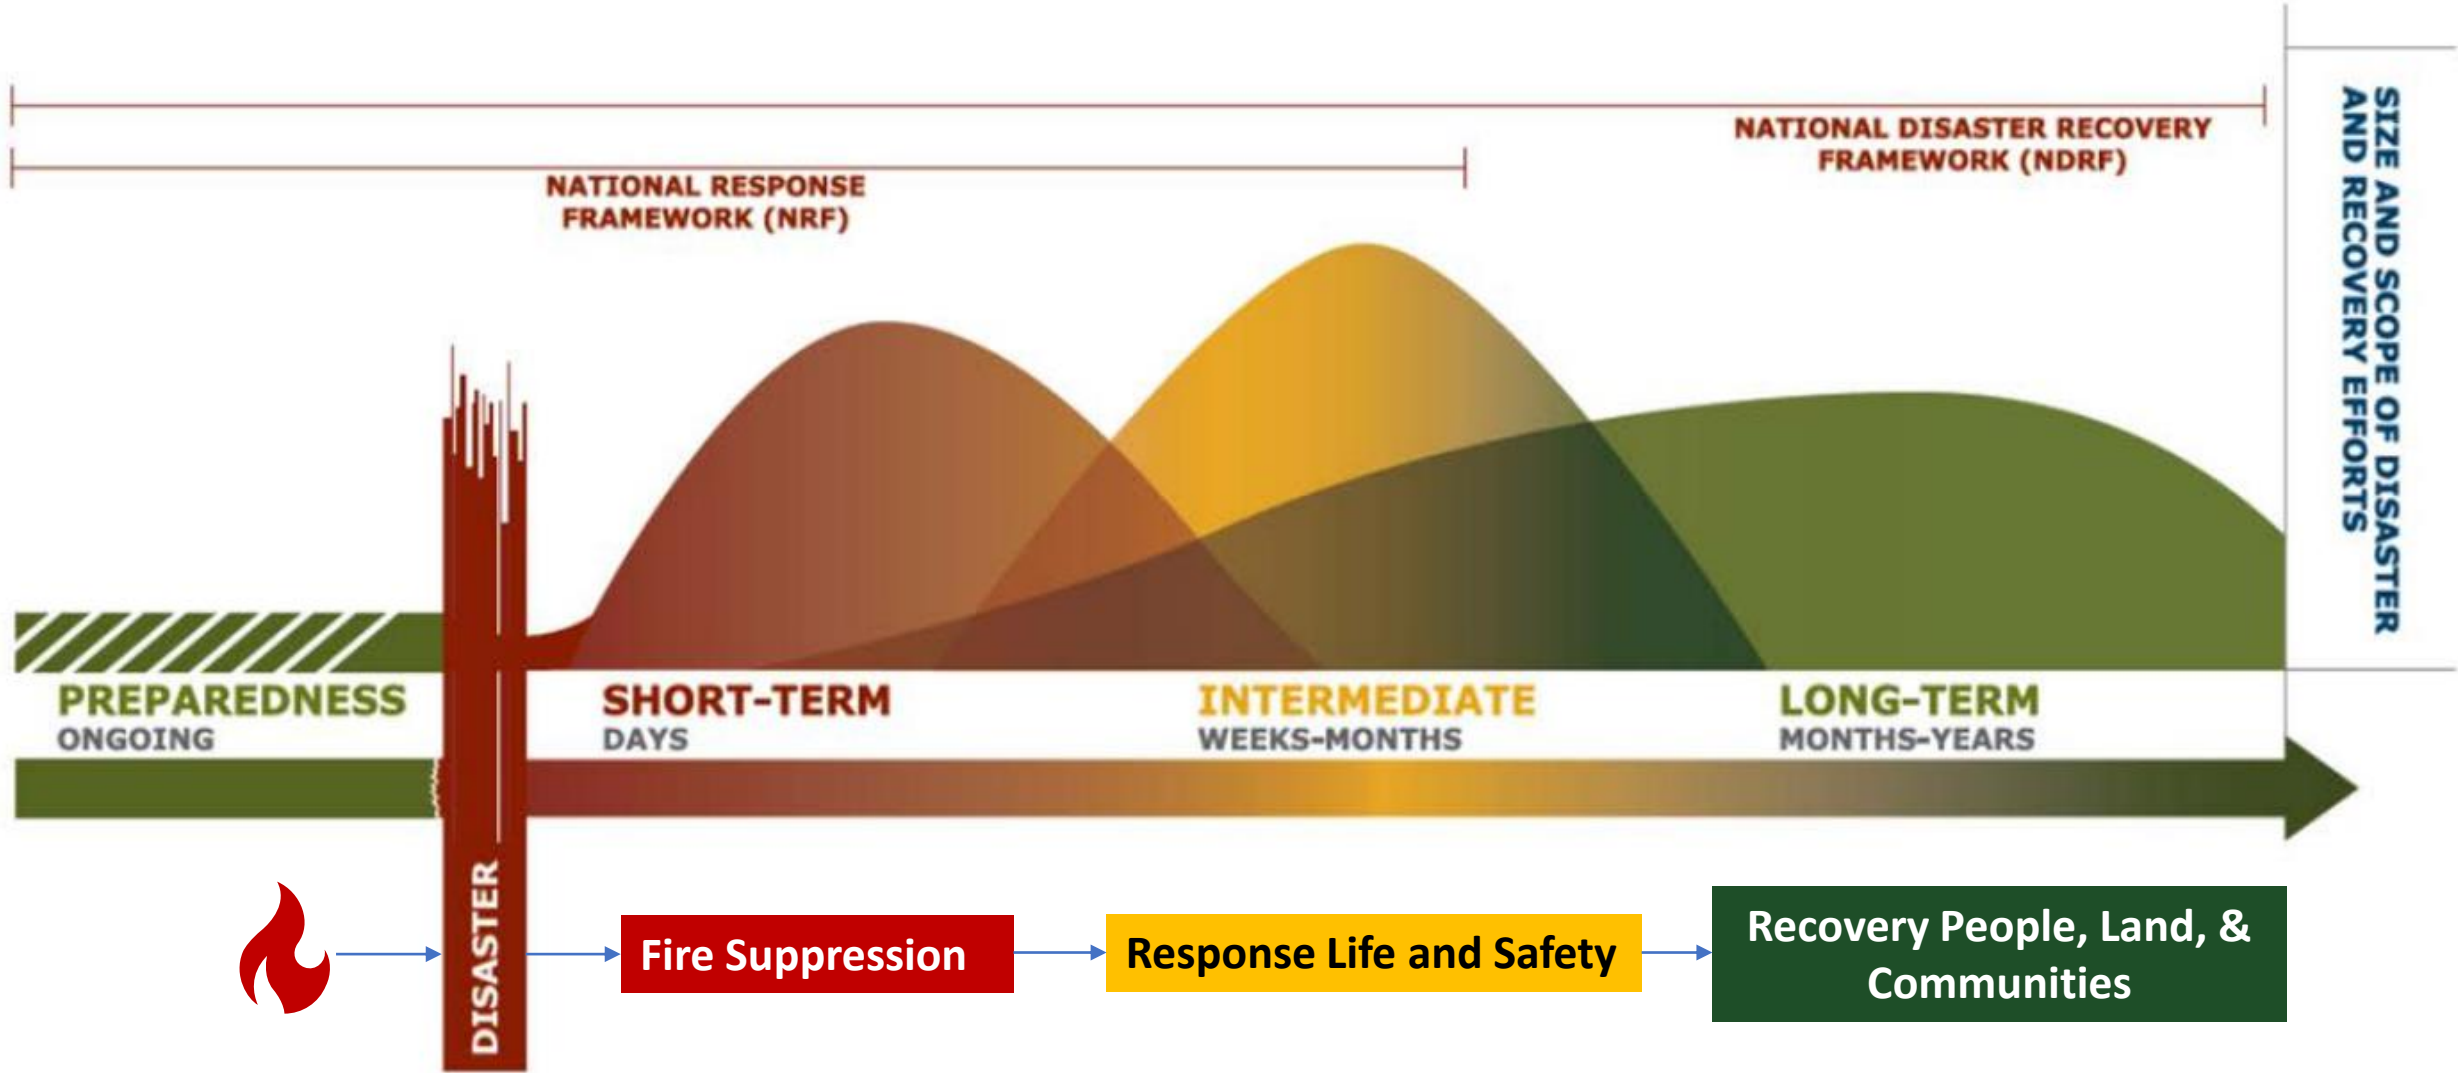 NATIONAL DISASTER RECOVERY
FRAMEWORK (NDRF)
NATIONAL RESPONSE
FRAMEWORK (NRF)
SIZE AND SCOPE OF DISASTER
AND RECOVERY EFFORTS
PREPAREDNESS
ONGOING
SHORT-TERM
DAYS
INTERMEDIATE
WEEKS-MONTHS
LONG-TERM
MONTHS-YEARS
DISASTER
Fire Suppression
Response Life and Safety
Recovery People, Land, &
Communities